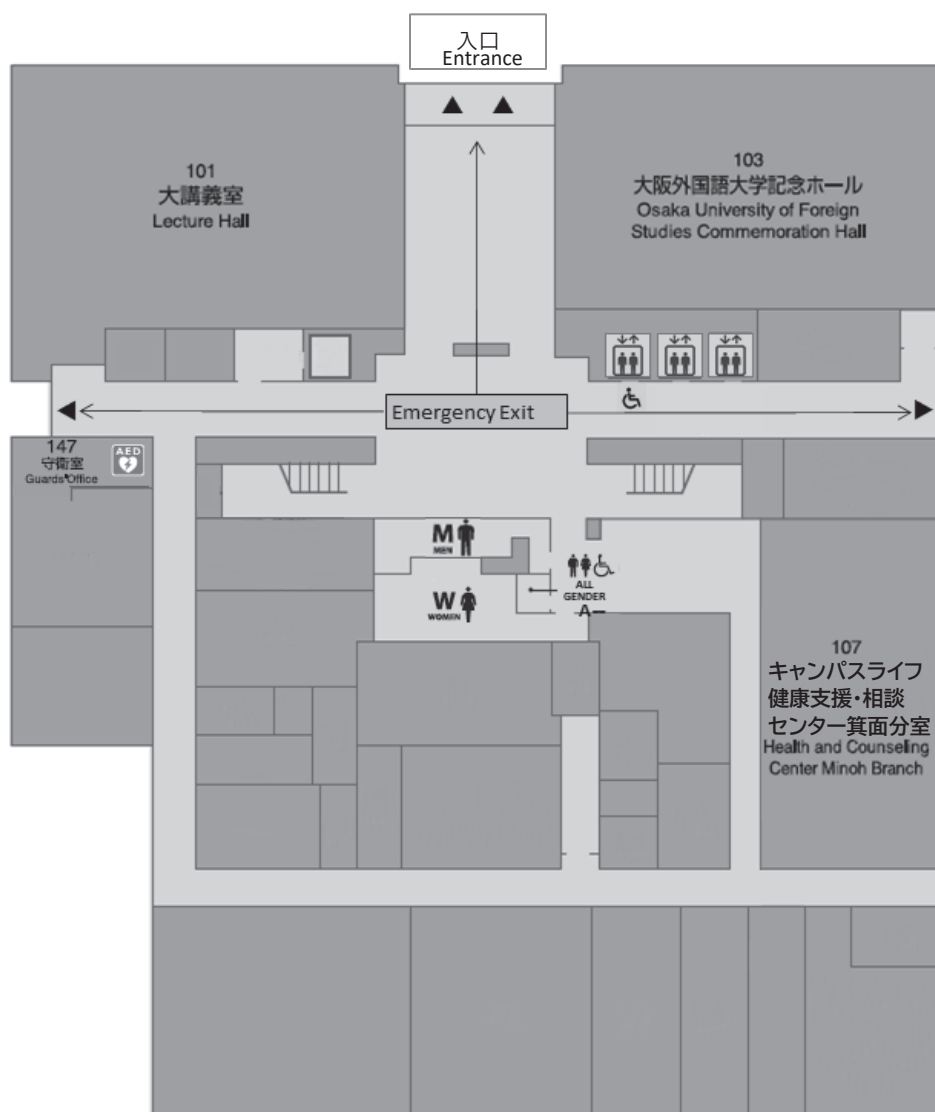 入口
Entrance
101
大講義室
Lecture Hall
103
大阪外国語大学記念ホール
Osaka University of Foreign
Studies Commemoration Hall
Emergency Exit
147
守衛室
Guards' Office
AED
M
MEN
W
WOMEN
ALL
GENDER
A
107
キャンパスライフ
健康支援・相談
センター箕面分室
Health and Counseling
Center Minoh Branch